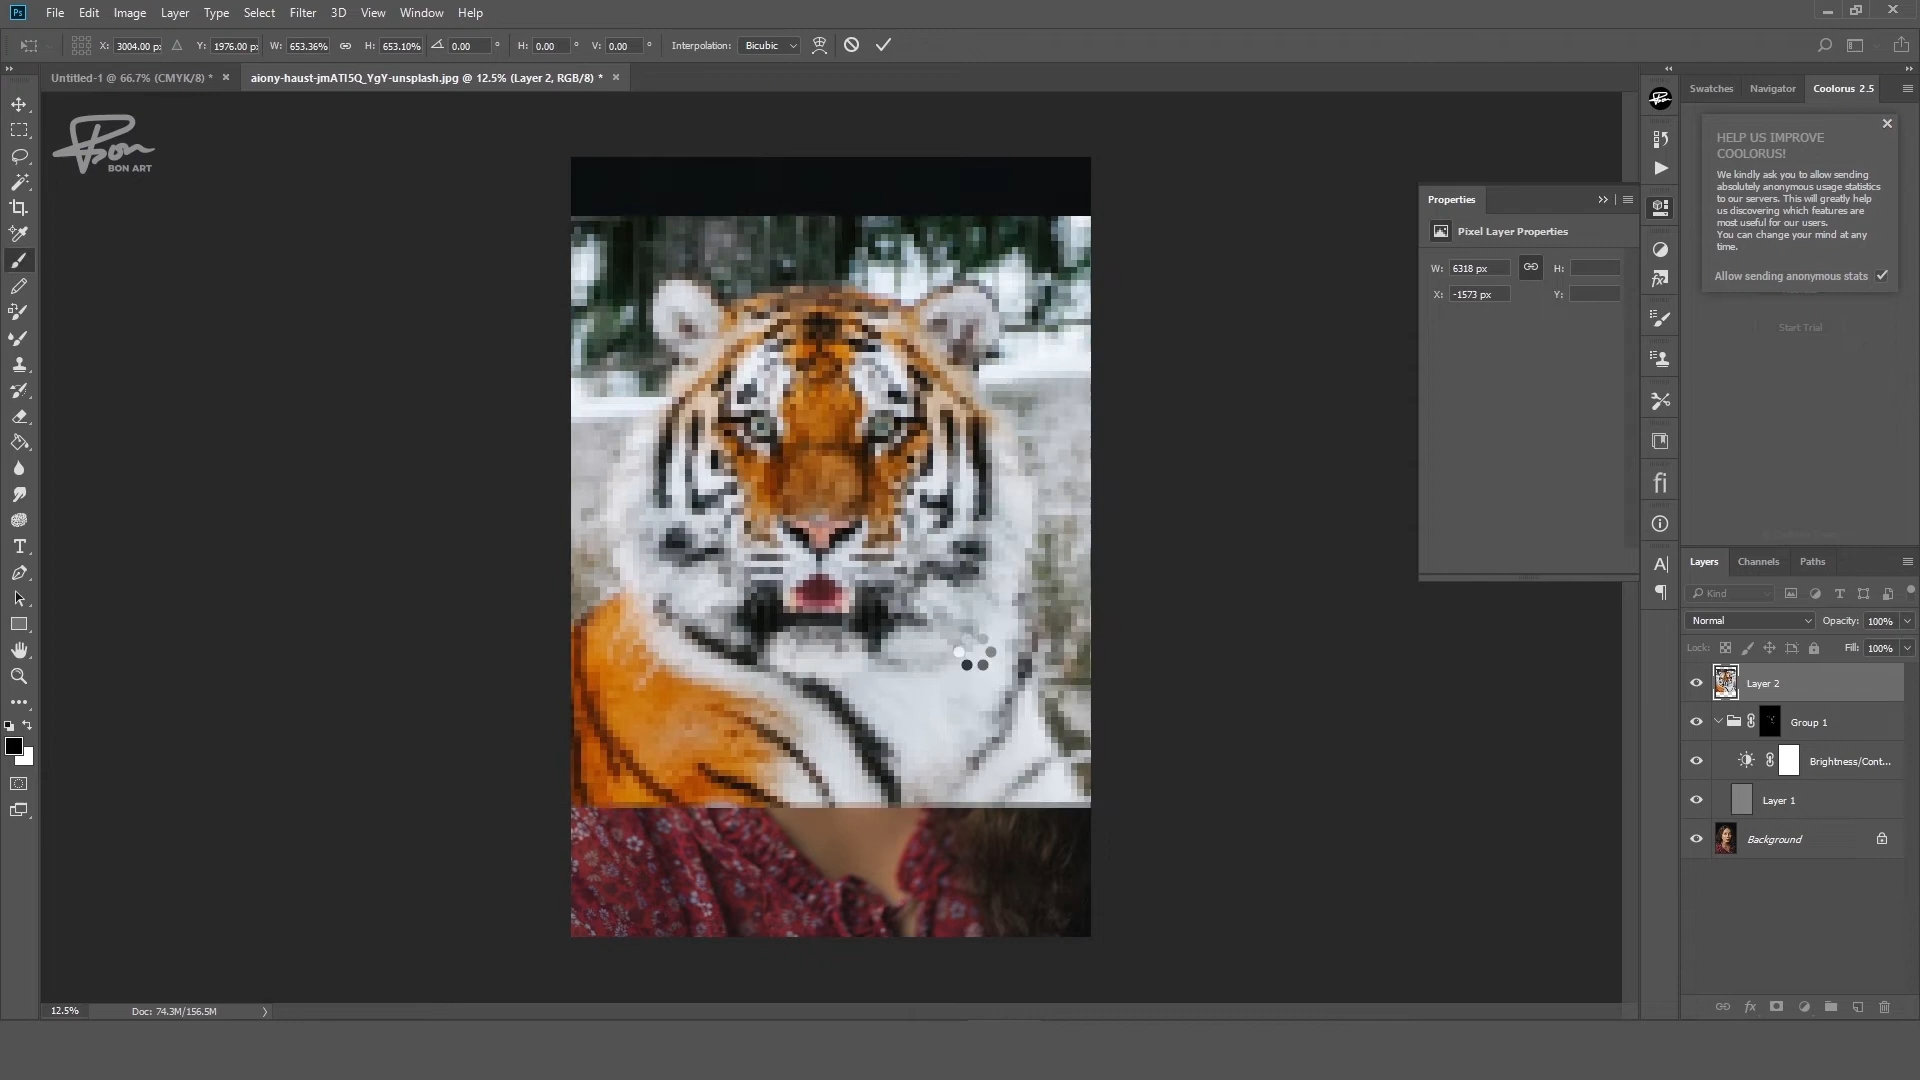 Ps File Edit Image Layer Type Select Filter 3D View Window Help
X: 3004.00 px Y: 1976.00 px W: 653.36% H: 653.10% 0.00 ° H: 0.00 ° V: 0.00 ° Interpolation: Bicubic
Untitled-1 @ 66.7% (CMYK/8) * × aiony-haust-jmATI5Q_YgY-unsplash.jpg @ 12.5% (Layer 2, RGB/8) * ×
Swatches Navigator Coolorus 2.5
Bon
BON ART
HELP US IMPROVE
COOLORUS!
We kindly ask you to allow sending
absolutely anonymous usage statistics
to our servers. This will greatly help
us discovering which features are
most useful for our users.
You can change your mind at any
time.
Allow sending anonymous stats
Start Trial
Properties
Pixel Layer Properties
W: 6318 px H:
X: -1573 px Y:
Layers Channels Paths
Kind
Normal Opacity: 100%
Lock: Fill: 100%
Layer 2
Group 1
Brightness/Cont...
Layer 1
Background
12.5% Doc: 74.3M/156.5M